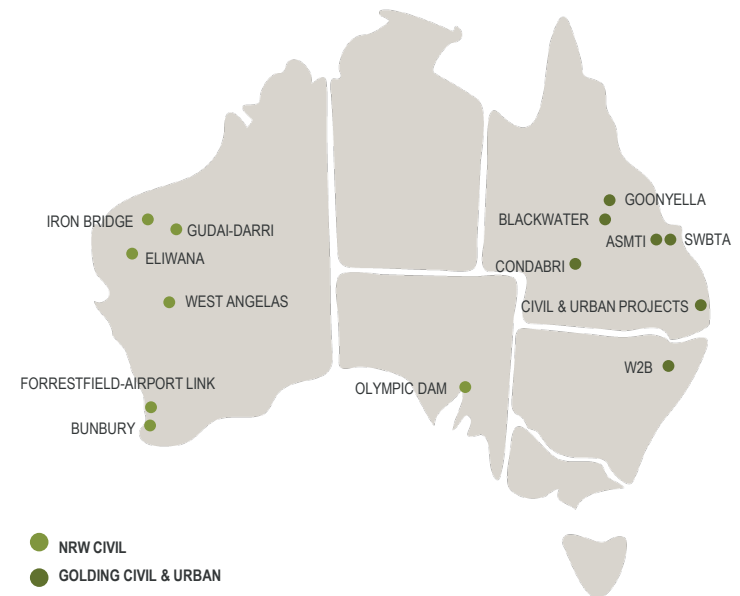 GOONYELLA
IRON BRIDGE
BLACKWATER
GUDAI-DARRI
ASMTI
SWBTA
ELIWANA
CONDABRI
WEST ANGELAS
CIVIL & URBAN PROJECTS
W2B
FORRESTFIELD-AIRPORT LINK
OLYMPIC DAM
BUNBURY
NRW CIVIL
GOLDING CIVIL & URBAN